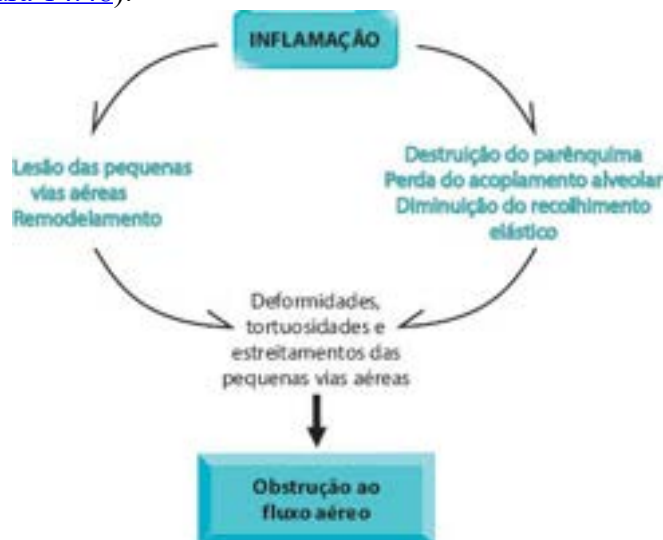 INFLAMAÇÃO
Lesão das pequenas
vias aéreas
Remodelamento
Destruição do parênquima
Perda do acoplamento alveolar
Diminuição do recolhimento
elástico
Deformidades,
tortuosidades e
estreitamentos das
pequenas vias aéreas
Obstrução ao
fluxo aéreo